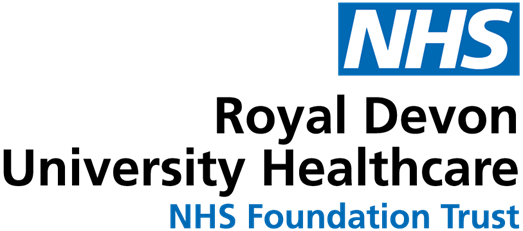 NHS
Royal Devon
University Healthcare
NHS Foundation Trust